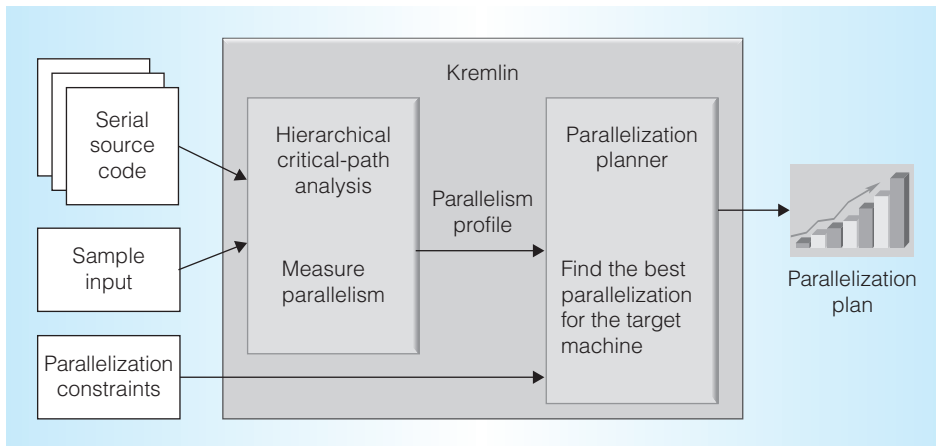 Kremlin
Serial
source
code
Sample
input
Parallelization
constraints
Hierarchical
critical-path
analysis
Measure
parallelism
Parallelism
profile
Parallelization
planner
Find the best
parallelization
for the target
machine
Parallelization
plan